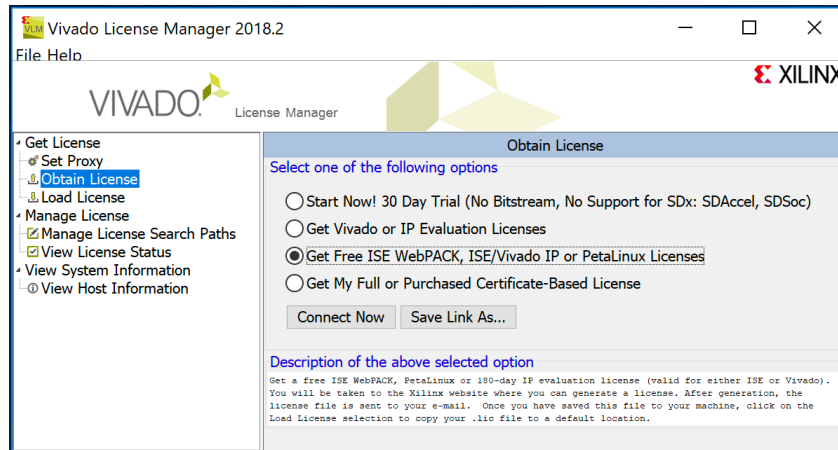 Vivado License Manager 2018.2
File Help
VIVADO. License Manager
XILINX
Get License
Set Proxy
Obtain License
Load License
Manage License
Manage License Search Paths
View License Status
View System Information
View Host Information
Obtain License
Select one of the following options
Start Now! 30 Day Trial (No Bitstream, No Support for SDx: SDAccel, SDSoc)
Get Vivado or IP Evaluation Licenses
Get Free ISE WebPACK, ISE/Vivado IP or PetaLinux Licenses
Get My Full or Purchased Certificate-Based License
Connect Now Save Link As...
Description of the above selected option
Get a free ISE WebPACK, PetaLinux or 180-day IP evaluation license (valid for either ISE or Vivado).
You will be taken to the Xilinx website where you can generate a license. After generation, the
license file is sent to your e-mail. Once you have saved this file to your machine, click on the
Load License selection to copy your .lic file to a default location.